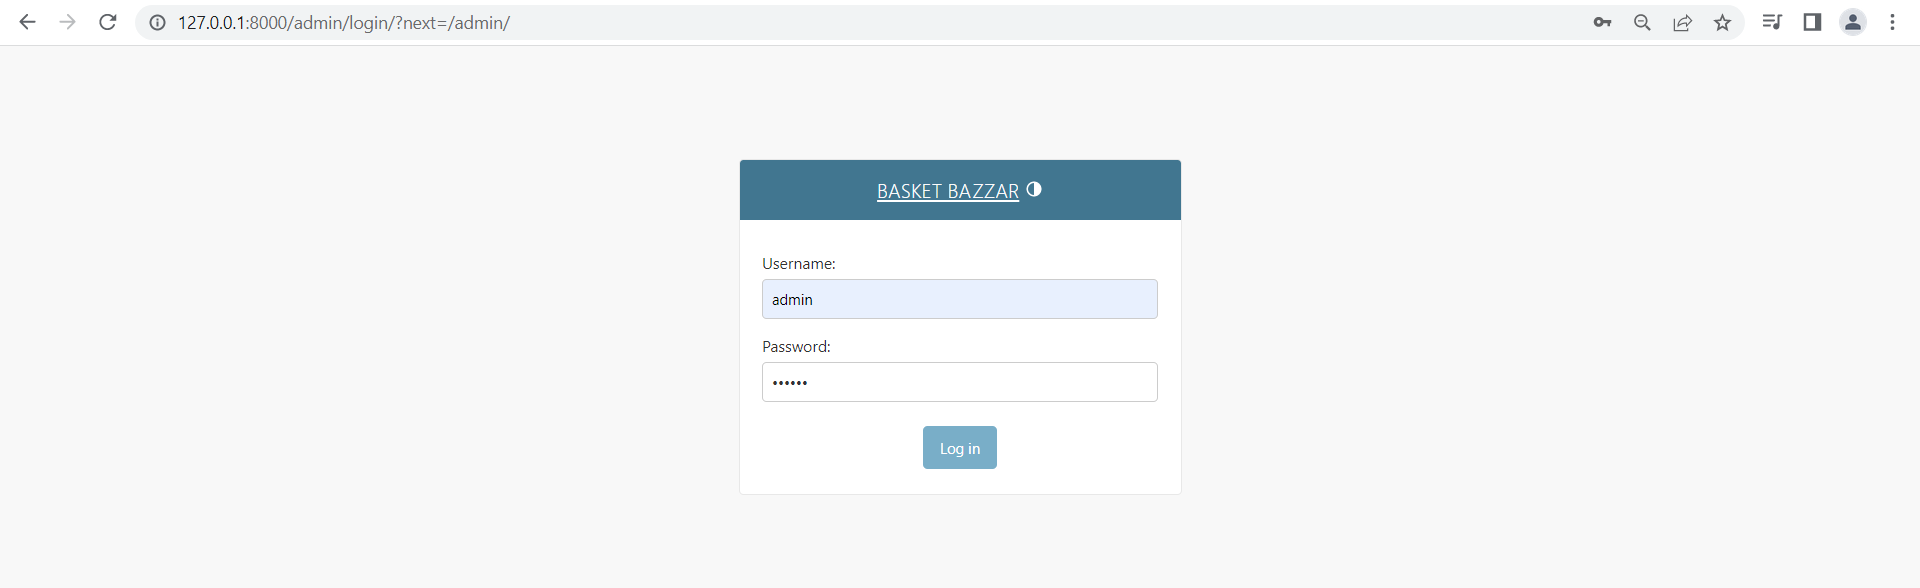 127.0.0.1:8000/admin/login/?next=/admin/
BASKET BAZZAR
Username:
admin
Password:
••••••
Log in